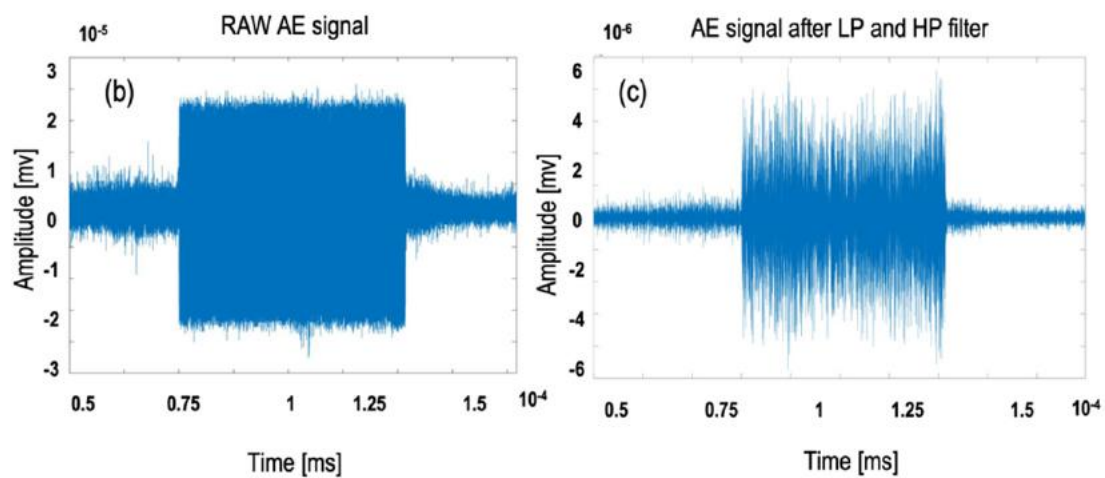 RAW AE signal
10-5
(b)
3
2
1
0
-1
-2
-3
Amplitude [mv]
0.5 0.75 1 1.25 1.5 10-4
Time [ms]
AE signal after LP and HP filter
10-6
(c)
6
4
2
0
-2
-4
-6
Amplitude [mv]
0.5 0.75 1 1.25 1.5 10-4
Time [ms]